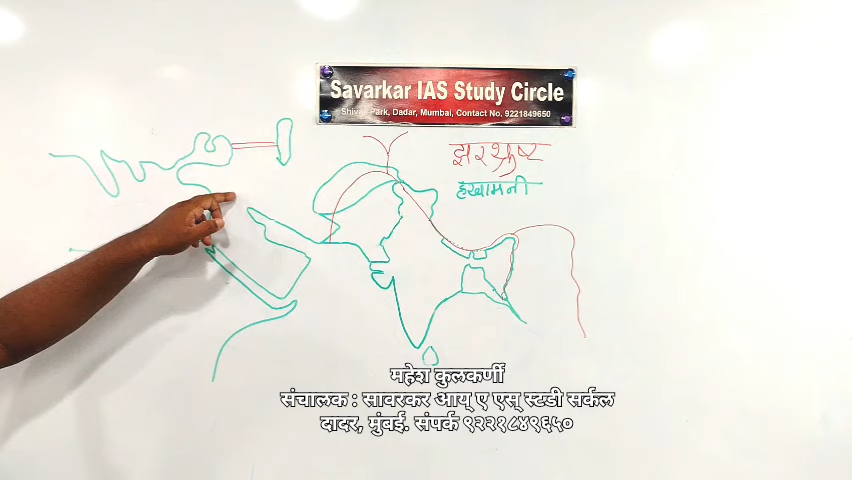 Savarkar IAS Study Circle
Shivaji Park, Dadar, Mumbai, Contact No. 9221849650
झरथ्रुष्ट
हखामनी
महेश कुलकर्णी
संचालक : सावरकर आय् ए एस् स्टडी सर्कल
दादर, मुंबई. संपर्क ९२२१८४९६५०